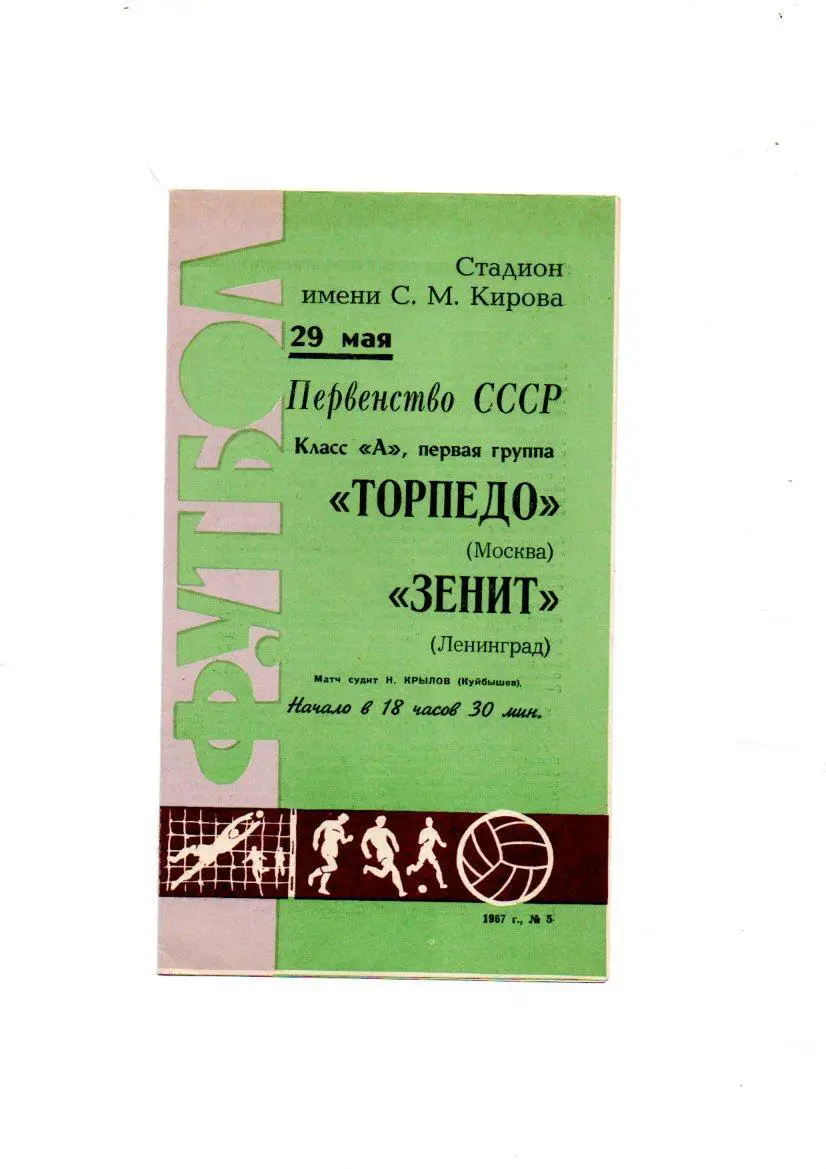 ФУТБОЛ
Стадион
имени С. М. Кирова
29 мая
Первенство СССР
Класс «А», первая группа
«ТОРПЕДО»
(Москва)
«ЗЕНИТ»
(Ленинград)
Матч судит Н. КРЫЛОВ (Куйбышев).
Начало в 18 часов 30 мин.
1967 г., № 5